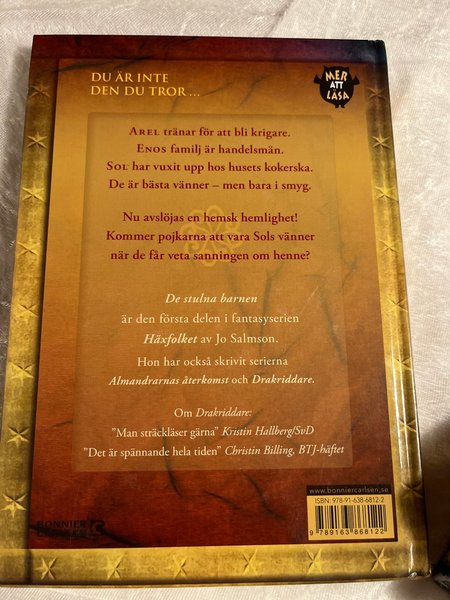 DU ÄR INTE
DEN DU TROR ...
MER
ATT
LÄSA
AREL tränar för att bli krigare.
ENOS familj är handelsmän.
SOL har vuxit upp hos husets kokerska.
De är bästa vänner – men bara i smyg.
Nu avslöjas en hemsk hemlighet!
Kommer pojkarna att vara Sols vänner
när de får veta sanningen om henne?
De stulna barnen
är den första delen i fantasyserien
Häxfolket av Jo Salmson.
Hon har också skrivit serierna
Almandrarnas återkomst och Drakriddare.
Om Drakriddare:
"Man sträckläser gärna" Kristin Hallberg/SvD
"Det är spännande hela tiden" Christin Billing, BTJ-häftet
www.bonniercarlsen.se
ISBN: 978-91-638-6812-2
9 789163 868122
BONNIER
CARLSEN